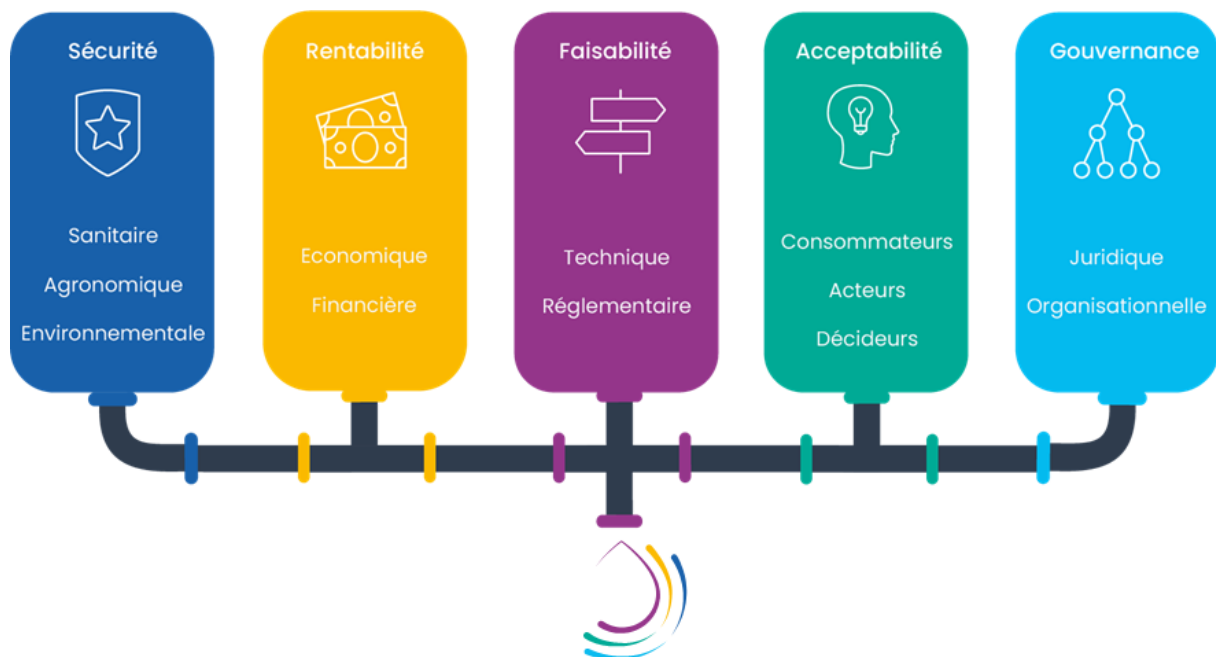 Sécurité
Sanitaire
Agronomique
Environnementale
Rentabilité
Economique
Financière
Faisabilité
Technique
Réglementaire
Acceptabilité
Consommateurs
Acteurs
Décideurs
Gouvernance
Juridique
Organisationnelle